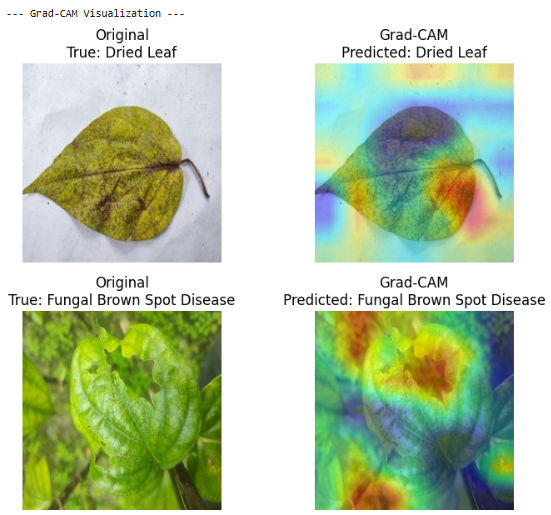 --- Grad-CAM Visualization ---
Original
True: Dried Leaf
Grad-CAM
Predicted: Dried Leaf
Original
True: Fungal Brown Spot Disease
Grad-CAM
Predicted: Fungal Brown Spot Disease